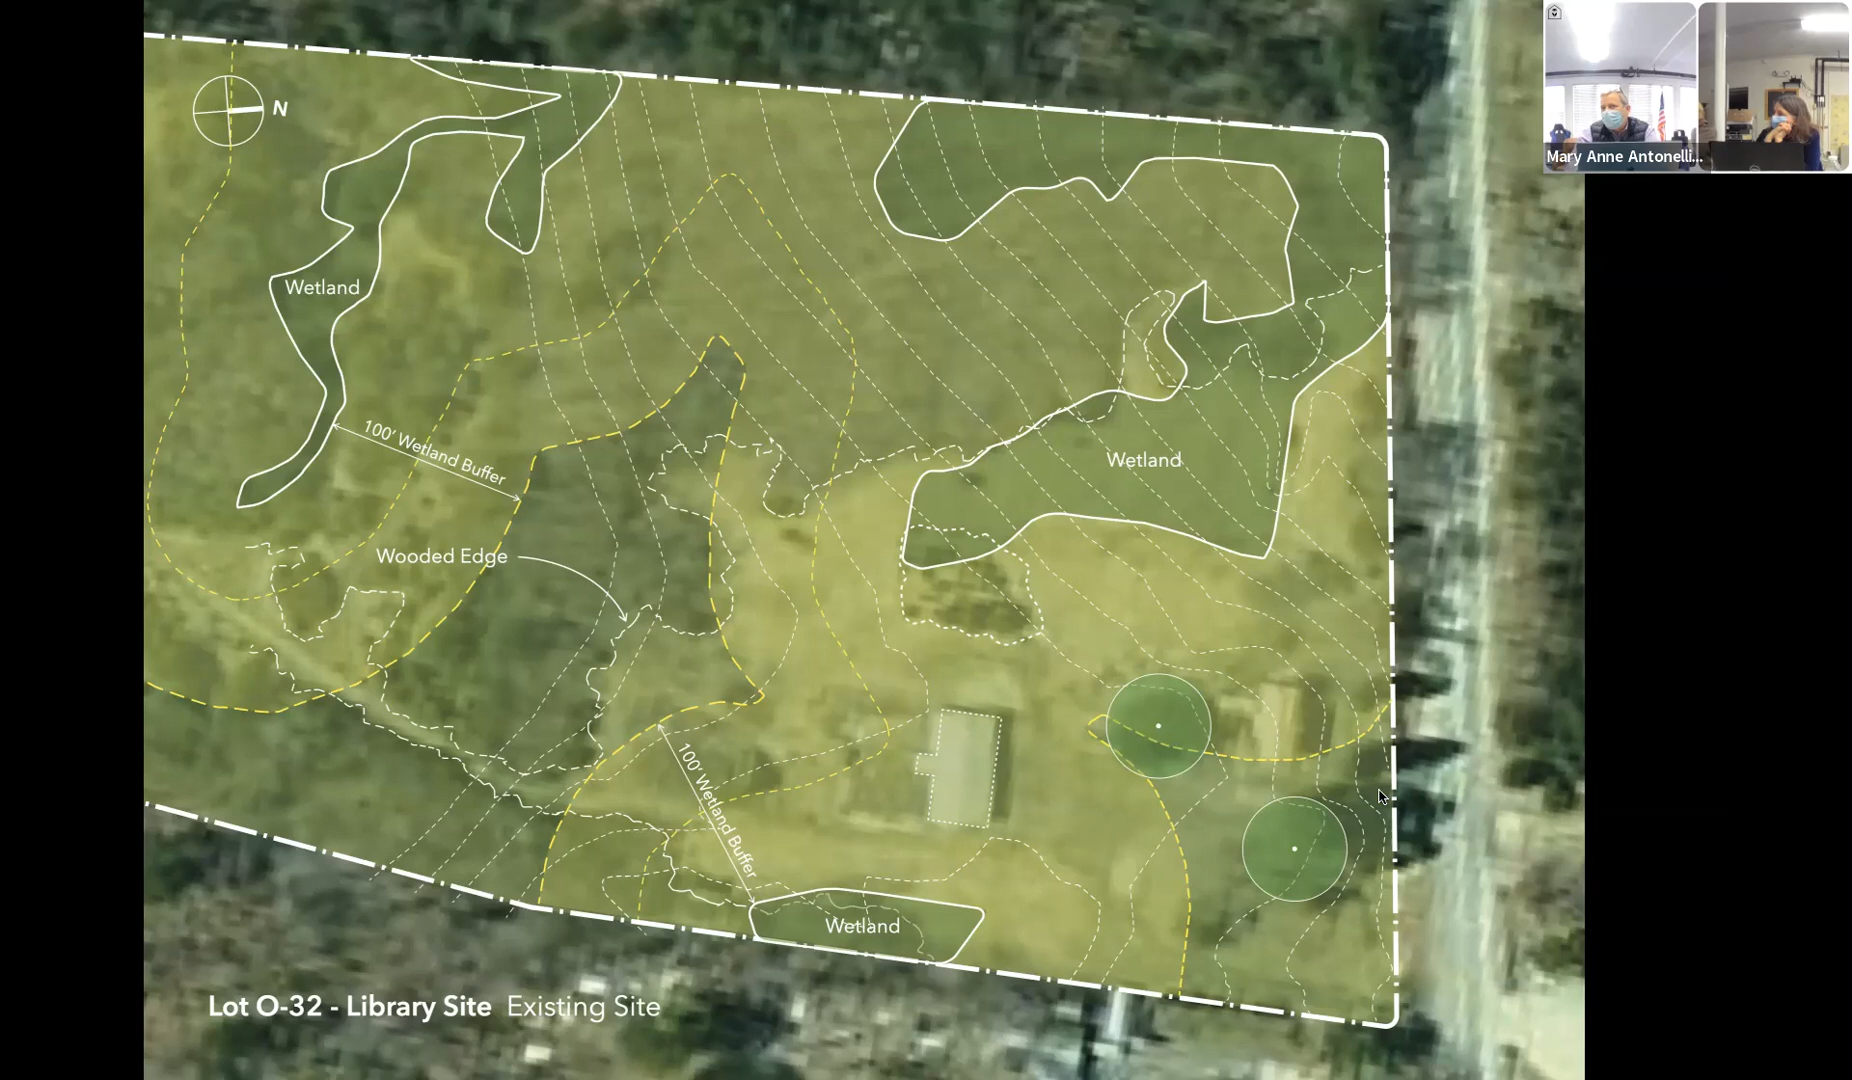 N
Mary Anne Antonelli...
Wetland
100' Wetland Buffer
Wetland
Wooded Edge
100' Wetland Buffer
Wetland
Lot O-32 - Library Site Existing Site